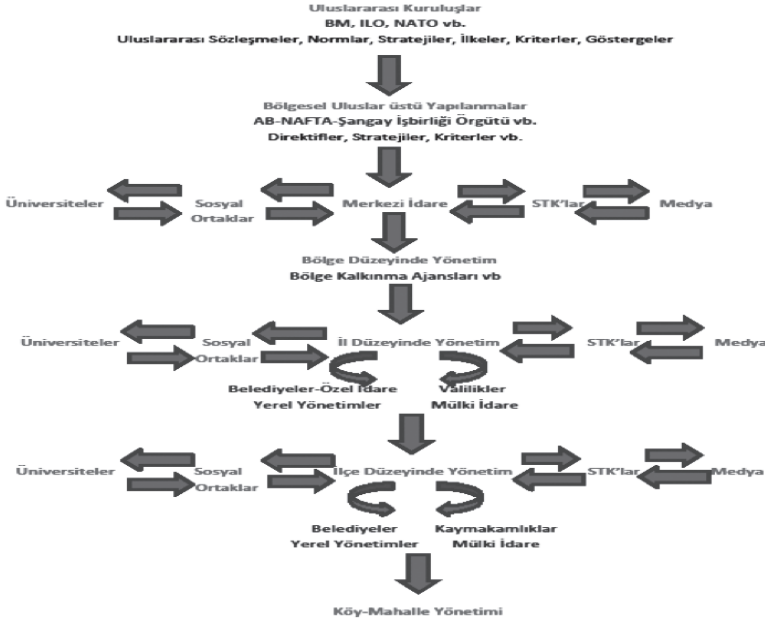 Uluslararası Kuruluşlar
BM, ILO, NATO vb.
Uluslararası Sözleşmeler, Normlar, Stratejiler, İlkeler, Kriterler, Göstergeler
Bölgesel Uluslar üstü Yapılanmalar
AB-NAFTA-Şangay İşbirliği Örgütü vb.
Direktifler, Stratejiler, Kriterler vb.
Üniversiteler Sosyal Ortaklar Merkezi İdare STK'lar Medya
Bölge Düzeyinde Yönetim
Bölge Kalkınma Ajansları vb
Üniversiteler Sosyal Ortaklar İl Düzeyinde Yönetim STK'lar Medya
Belediyeler-Özel İdare Valilikler
Yerel Yönetimler Mülki İdare
Üniversiteler Sosyal Ortaklar İlçe Düzeyinde Yönetim STK'lar Medya
Belediyeler Kaymakamlıklar
Yerel Yönetimler Mülki İdare
Köy-Mahalle Yönetimi